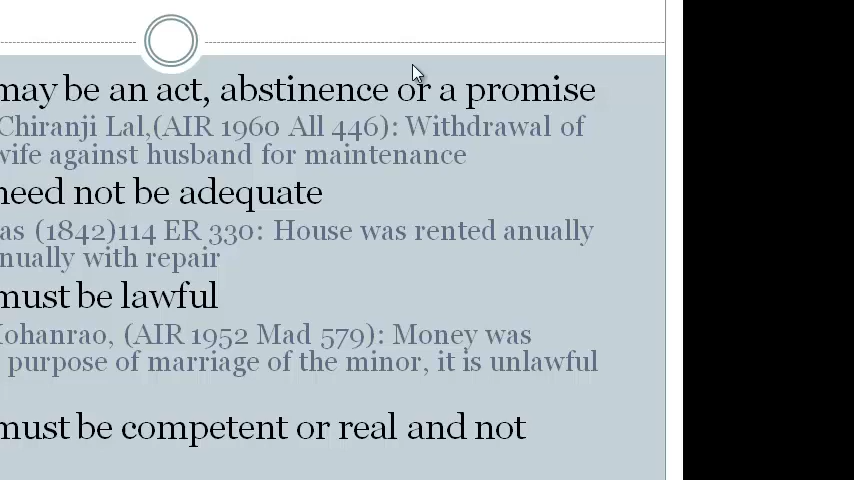 may be an act, abstinence or a promise
Chiranji Lal,(AIR 1960 All 446): Withdrawal of
wife against husband for maintenance
need not be adequate
as (1842)114 ER 330: House was rented anually
nually with repair
must be lawful
Mohanrao, (AIR 1952 Mad 579): Money was
purpose of marriage of the minor, it is unlawful
must be competent or real and not